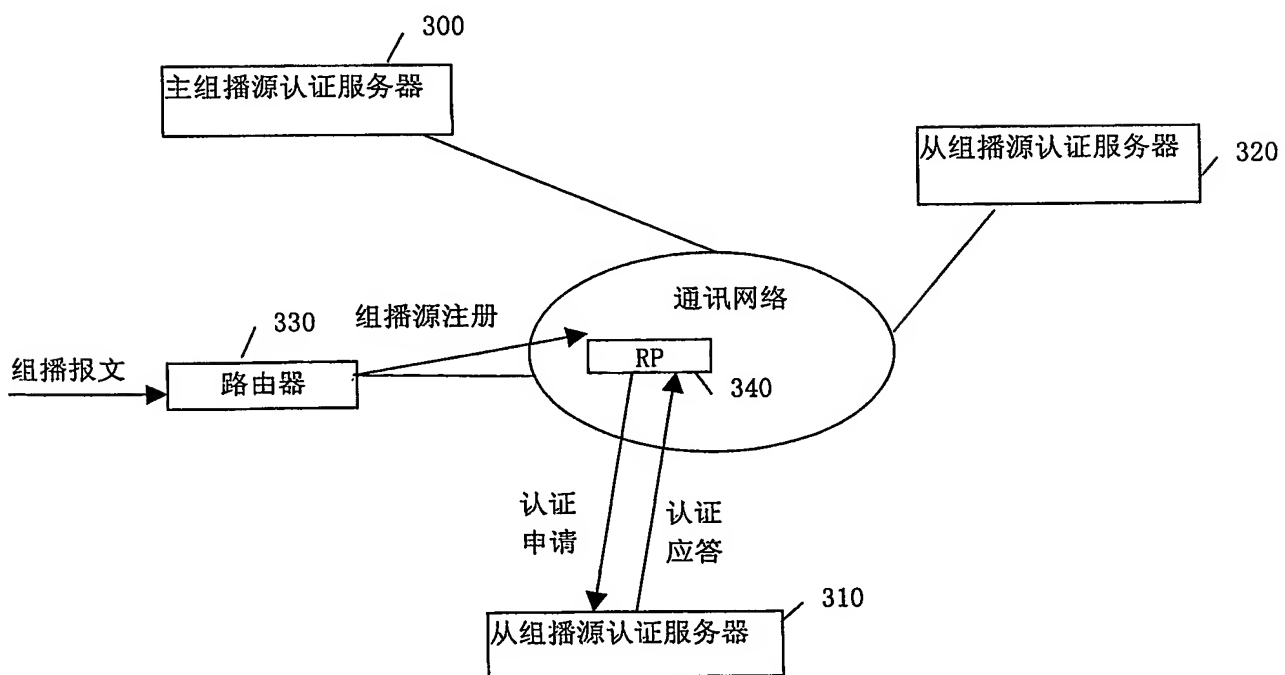 300
主组播源认证服务器
从组播源认证服务器
320
通讯网络
330
组播源注册
组播报文
路由器
RP
340
认证
申请
认证
应答
310
从组播源认证服务器